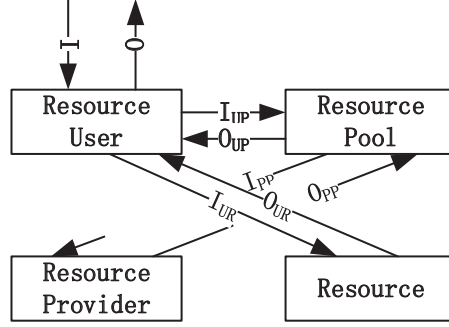 I
O
Resource
User
I_UP
O_UP
Resource
Pool
I_PP
O_PP
I_UR
O_UR
Resource
Provider
Resource